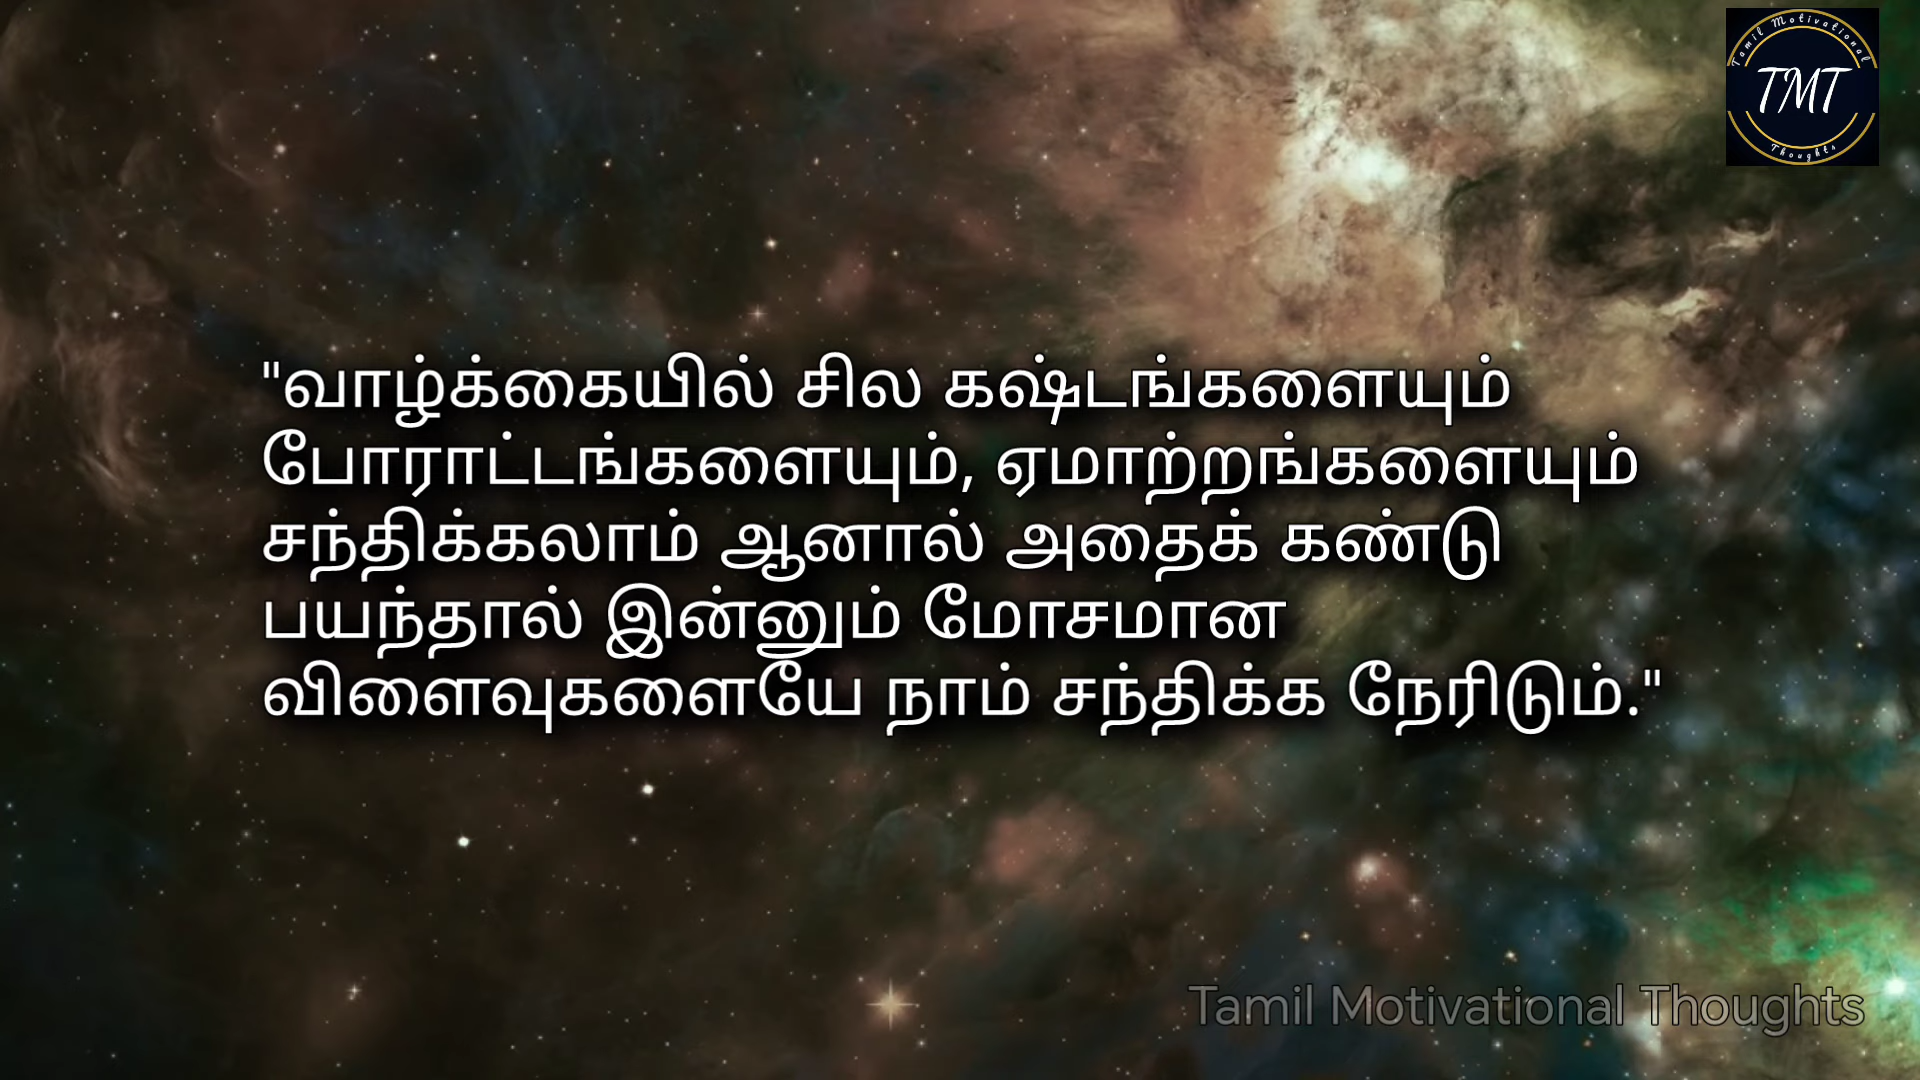 Tamil Motivational
TMT
Thoughts
"வாழ்க்கையில் சில கஷ்டங்களையும்
போராட்டங்களையும், ஏமாற்றங்களையும்
சந்திக்கலாம் ஆனால் அதைக் கண்டு
பயந்தால் இன்னும் மோசமான
விளைவுகளையே நாம் சந்திக்க நேரிடும்."
Tamil Motivational Thoughts